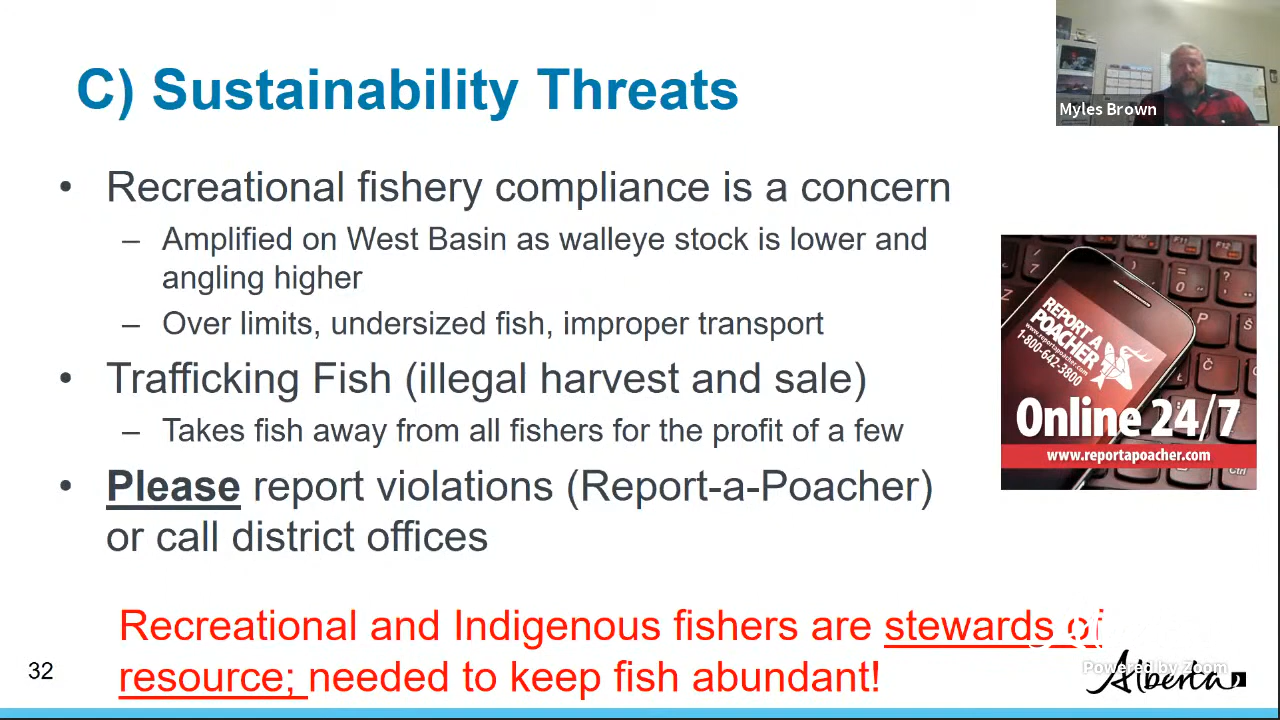 C) Sustainability Threats
Myles Brown
• Recreational fishery compliance is a concern
– Amplified on West Basin as walleye stock is lower and
angling higher
– Over limits, undersized fish, improper transport
• Trafficking Fish (illegal harvest and sale)
– Takes fish away from all fishers for the profit of a few
• Please report violations (Report-a-Poacher)
or call district offices
REPORT A
POACHER
www.reportapoacher.com
1-800-642-3800
Online 24/7
www.reportapoacher.com
Recreational and Indigenous fishers are stewards
resource; needed to keep fish abundant!
32
Powered by Zoom
Alberta